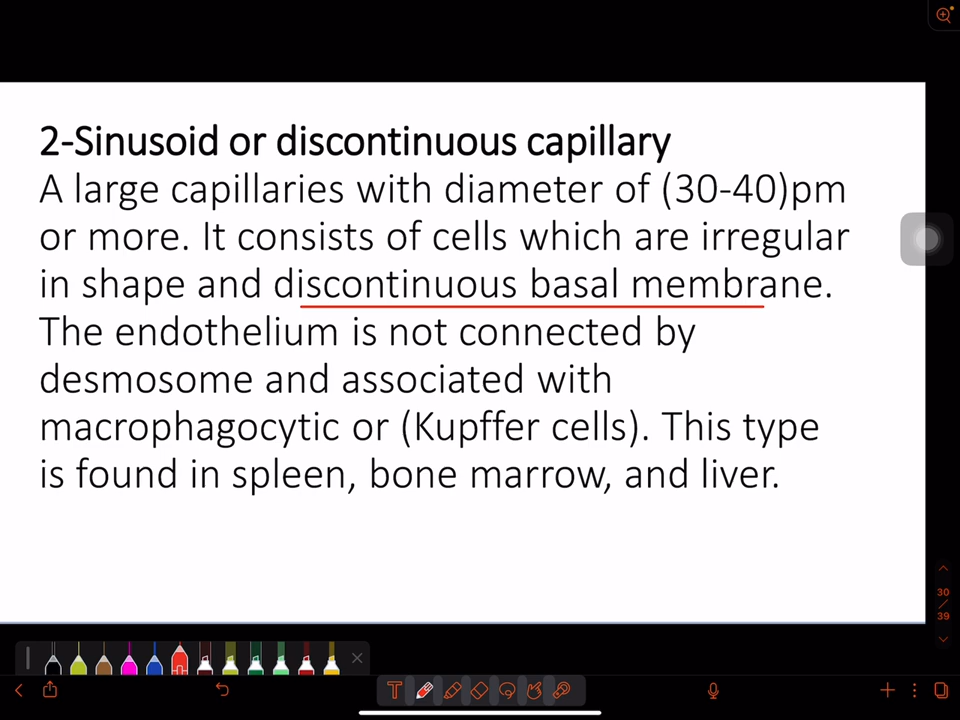 2-Sinusoid or discontinuous capillary
A large capillaries with diameter of (30-40)pm
or more. It consists of cells which are irregular
in shape and discontinuous basal membrane.
The endothelium is not connected by
desmosome and associated with
macrophagocytic or (Kupffer cells). This type
is found in spleen, bone marrow, and liver.
30
/
39
T